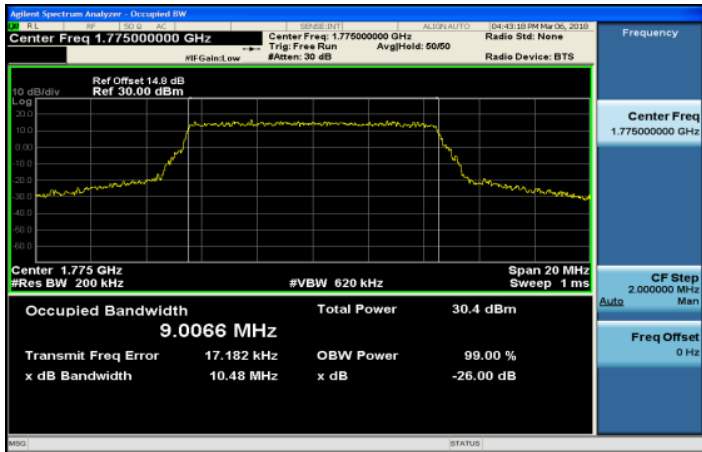 Agilent Spectrum Analyzer - Occupied BW
RL RF 50 Ω AC SENSE:INT ALIGN AUTO 04:43:18 PM Mar 06, 2018
Center Freq 1.775000000 GHz
Center Freq: 1.775000000 GHz
Radio Std: None
Trig: Free Run Avg|Hold: 50/50
#IFGain:Low #Atten: 30 dB Radio Device: BTS
Ref Offset 14.8 dB
10 dB/div Ref 30.00 dBm
Log
20.0
10.0
0.00
-10.0
-20.0
-30.0
-40.0
-50.0
-60.0
Center 1.775 GHz Span 20 MHz
#Res BW 200 kHz #VBW 620 kHz Sweep 1 ms
Occupied Bandwidth Total Power 30.4 dBm
9.0066 MHz
Transmit Freq Error 17.182 kHz OBW Power 99.00 %
x dB Bandwidth 10.48 MHz x dB -26.00 dB
MSG STATUS
Frequency
Center Freq
1.775000000 GHz
CF Step
2.000000 MHz
Auto Man
Freq Offset
0 Hz